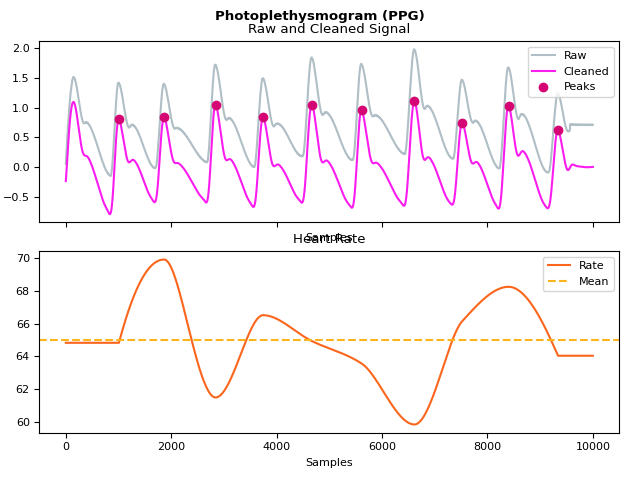 Photoplethysmogram (PPG)
Raw and Cleaned Signal
2.0
1.5
1.0
0.5
0.0
−0.5
Raw
Cleaned
Peaks
Samples
Heart Rate
70
68
66
64
62
60
Rate
Mean
0 2000 4000 6000 8000 10000
Samples